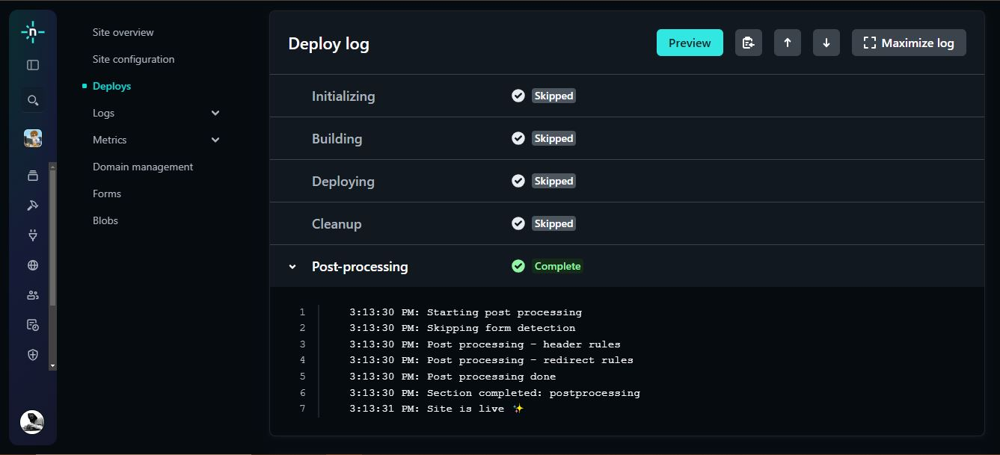 n
Site overview
Site configuration
Deploys
Logs
Metrics
Domain management
Forms
Blobs
Deploy log
Preview
Maximize log
Initializing Skipped
Building Skipped
Deploying Skipped
Cleanup Skipped
Post-processing Complete
1 3:13:30 PM: Starting post processing
2 3:13:30 PM: Skipping form detection
3 3:13:30 PM: Post processing - header rules
4 3:13:30 PM: Post processing - redirect rules
5 3:13:30 PM: Post processing done
6 3:13:30 PM: Section completed: postprocessing
7 3:13:31 PM: Site is live ✨